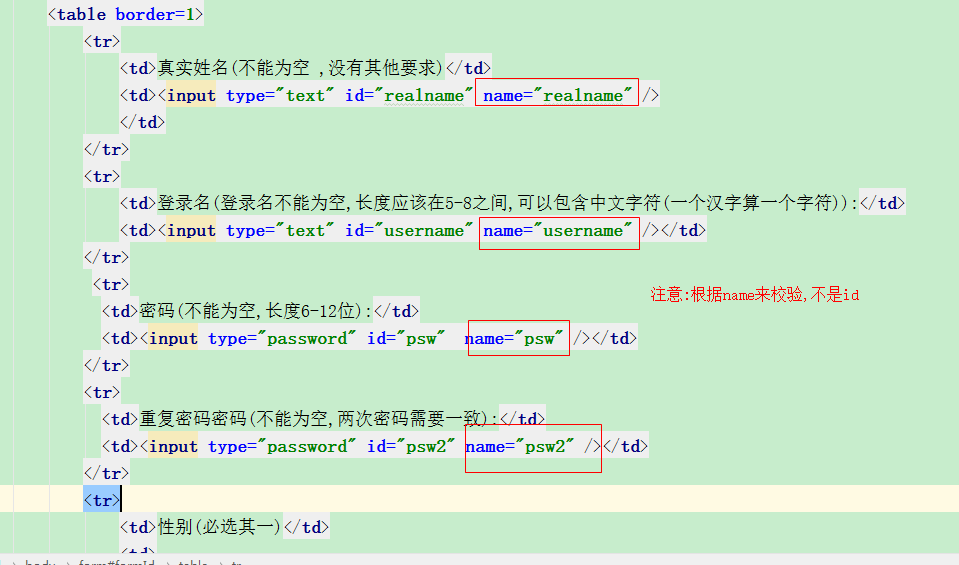 <table border=1>
<tr>
<td>真实姓名(不能为空 ,没有其他要求)</td>
<td><input type="text" id="realname" name="realname" />
</td>
</tr>
<tr>
<td>登录名(登录名不能为空,长度应该在5-8之间,可以包含中文字符(一个汉字算一个字符)):</td>
<td><input type="text" id="username" name="username" /></td>
</tr>
<tr>
注意:根据name来校验,不是id
<td>密码(不能为空,长度6-12位):</td>
<td><input type="password" id="psw"  name="psw" /></td>
</tr>
<tr>
<td>重复密码密码(不能为空,两次密码需要一致):</td>
<td><input type="password" id="psw2" name="psw2" /></td>
</tr>
<tr>
<td>性别(必选其一)</td>
<td>